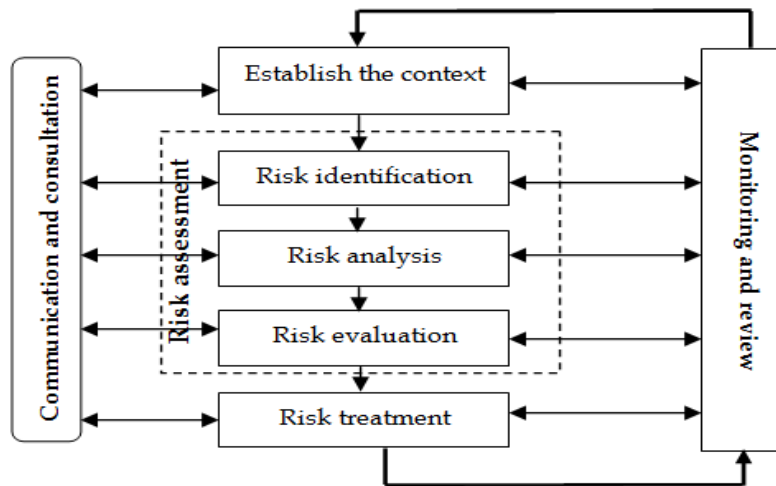 Communication and consultation
Establish the context
Risk assessment
Risk identification
Risk analysis
Risk evaluation
Risk treatment
Monitoring and review